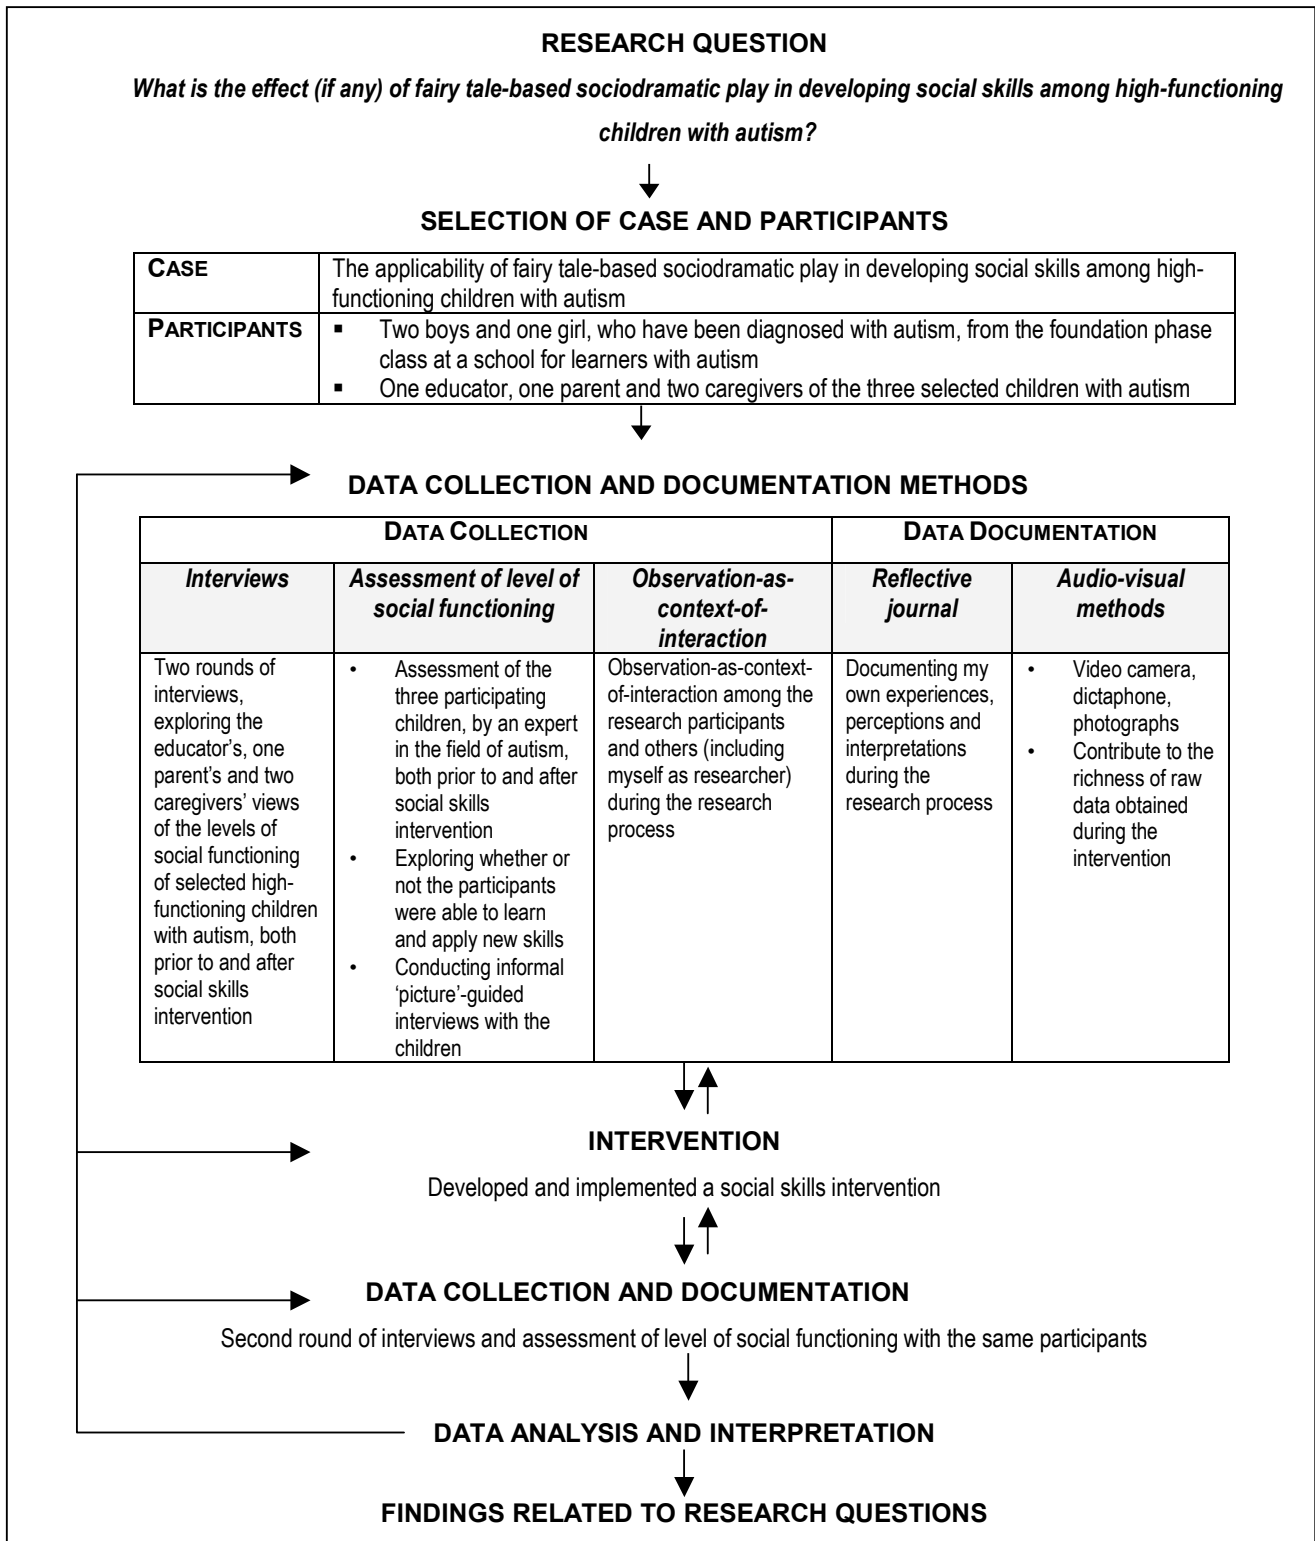 RESEARCH QUESTION
What is the effect (if any) of fairy tale-based sociodramatic play in developing social skills among high-functioning
children with autism?
SELECTION OF CASE AND PARTICIPANTS
CASE
The applicability of fairy tale-based sociodramatic play in developing social skills among high-
functioning children with autism
PARTICIPANTS
▪ Two boys and one girl, who have been diagnosed with autism, from the foundation phase
class at a school for learners with autism
▪ One educator, one parent and two caregivers of the three selected children with autism
DATA COLLECTION AND DOCUMENTATION METHODS
DATA COLLECTION
DATA DOCUMENTATION
Interviews
Assessment of level of
social functioning
Observation-as-
context-of-
interaction
Reflective
journal
Audio-visual
methods
Two rounds of
interviews,
exploring the
educator's, one
parent's and two
caregivers' views
of the levels of
social functioning
of selected high-
functioning children
with autism, both
prior to and after
social skills
intervention
• Assessment of the
three participating
children, by an expert
in the field of autism,
both prior to and after
social skills
intervention
• Exploring whether or
not the participants
were able to learn
and apply new skills
• Conducting informal
‘picture’-guided
interviews with the
children
Observation-as-context-
of-interaction among the
research participants
and others (including
myself as researcher)
during the research
process
Documenting my
own experiences,
perceptions and
interpretations
during the
research process
• Video camera,
dictaphone,
photographs
• Contribute to the
richness of raw
data obtained
during the
intervention
INTERVENTION
Developed and implemented a social skills intervention
DATA COLLECTION AND DOCUMENTATION
Second round of interviews and assessment of level of social functioning with the same participants
DATA ANALYSIS AND INTERPRETATION
FINDINGS RELATED TO RESEARCH QUESTIONS